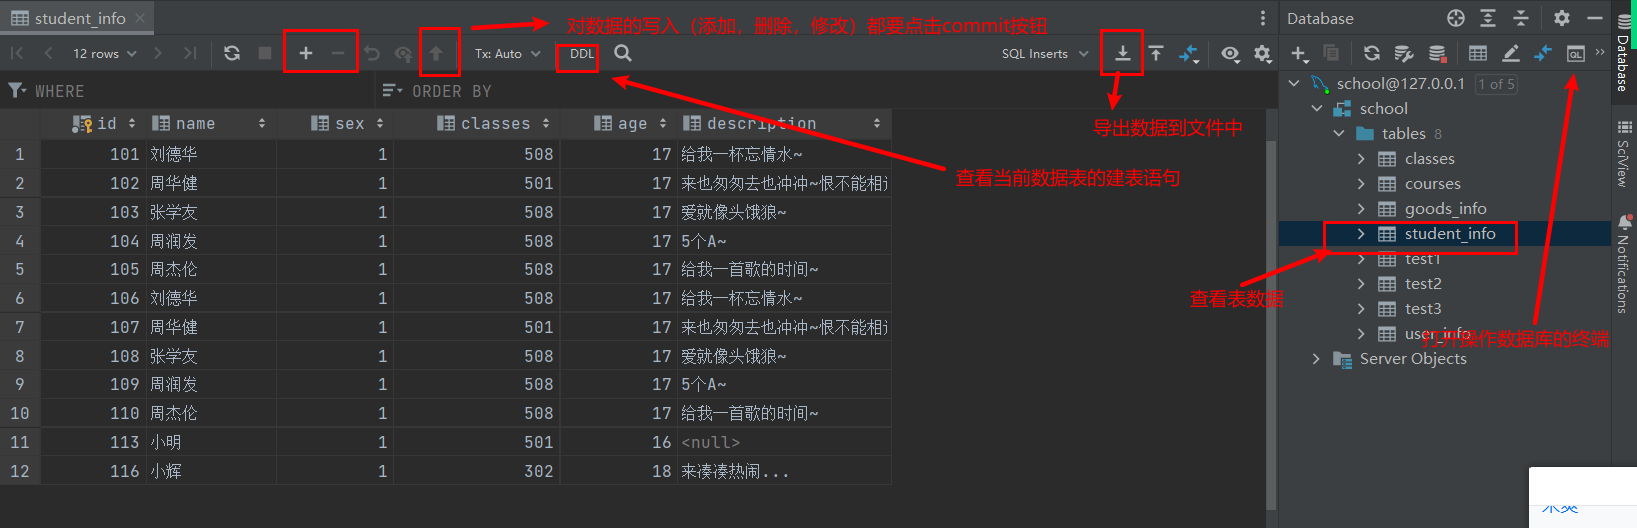 student_info
对数据的写入（添加，删除，修改）都要点击commit按钮
Database
12 rows
Tx: Auto
DDL
SQL Inserts
QL
WHERE
ORDER BY
school@127.0.0.1 1 of 5
school
tables 8
classes
courses
goods_info
student_info
test1
test2
test3
user_info
Server Objects
导出数据到文件中
查看当前数据表的建表语句
查看表数据
打开操作数据库的终端
id name sex classes age description
1 101 刘德华 1 508 17 给我一杯忘情水~
2 102 周华健 1 501 17 来也匆匆去也冲冲~恨不能相
3 103 张学友 1 508 17 爱就像头饿狼~
4 104 周润发 1 508 17 5个A~
5 105 周杰伦 1 508 17 给我一首歌的时间~
6 106 刘德华 1 508 17 给我一杯忘情水~
7 107 周华健 1 501 17 来也匆匆去也冲冲~恨不能相
8 108 张学友 1 508 17 爱就像头饿狼~
9 109 周润发 1 508 17 5个A~
10 110 周杰伦 1 508 17 给我一首歌的时间~
11 113 小明 1 501 16 <null>
12 116 小辉 1 302 18 来凑凑热闹...
Database
SciView
Notifications